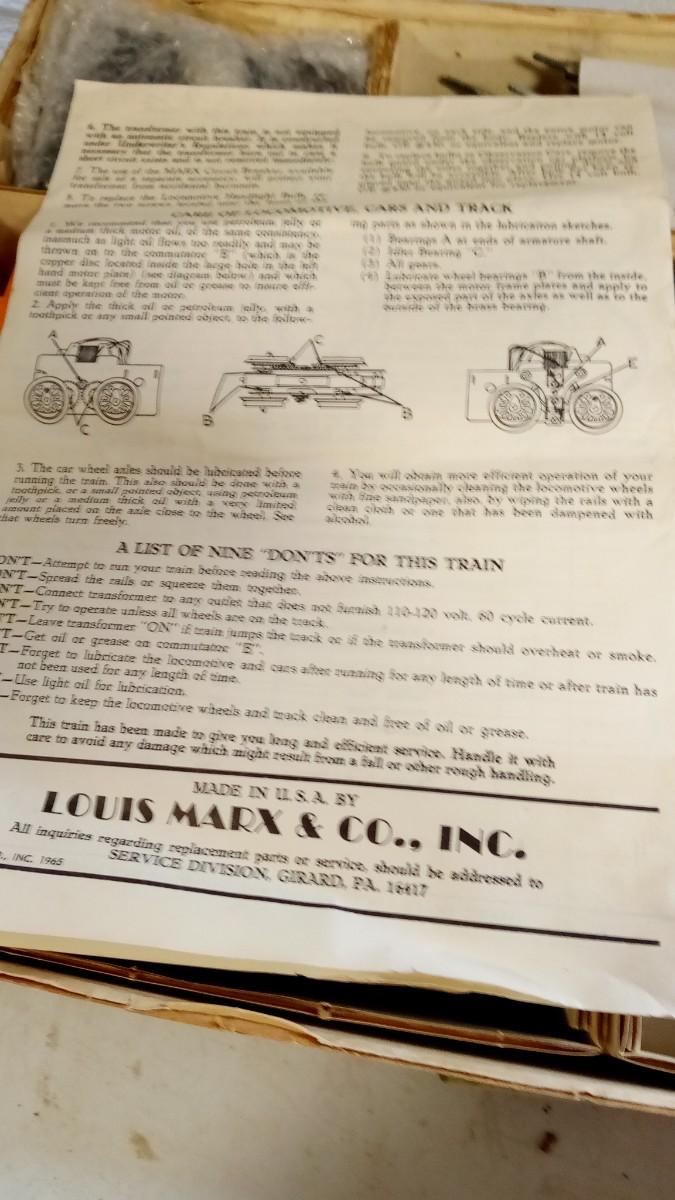 6. The transformer with this train is not equipped
with an automatic circuit breaker. It is constructed
under Underwriter's Regulations, which makes it
necessary that the transformer burn out in case a
short circuit exists and is not corrected immediately.
7. The use of the MARX Circuit Breaker, available
for sale as a separate accessory, will protect your
transformer from accidental burnout.
8. To replace the Locomotive Headlight Bulb,
CARE OF LOCOMOTIVE, CARS AND TRACK
1. We recommend that you use petroleum jelly or
a medium thick motor oil, of the same consistency,
inasmuch as light oil flows too readily and may be
thrown on to the commutator "E" (which is the
copper disc located inside the large hole in the left
hand motor plate) (see diagram below) and which
must be kept free from oil or grease to insure effi-
cient operation of the motor.
2. Apply the thick oil or petroleum jelly, with a
toothpick or any small pointed object, to the follow-
ing parts as shown in the lubrication sketches.
(1) Bearings A at ends of armature shaft.
(2) Idler Bearing "C."
(3) All gears.
(4) Lubricate wheel bearings "B" from the inside,
between the motor frame plates and apply to
the exposed part of the axles as well as to the
outside of the brass bearing.
A
C
C
B
B
A
E
3. The car wheel axles should be lubricated before
running the train. This also should be done with a
toothpick, or a small pointed object, using petroleum
jelly or a medium thick oil with a very limited
amount placed on the axle close to the wheel. See
that wheels turn freely.
4. You will obtain more efficient operation of your
train by occasionally cleaning the locomotive wheels
with fine sandpaper, also, by wiping the rails with a
clean cloth or one that has been dampened with
alcohol.
A LIST OF NINE "DON'TS" FOR THIS TRAIN
ON'T—Attempt to run your train before reading the above instructions.
N'T—Spread the rails or squeeze them together.
N'T—Connect transformer to any outlet that does not furnish 110-120 volt, 60 cycle current.
N'T—Try to operate unless all wheels are on the track.
'T—Leave transformer "ON" if train jumps the track or if the transformer should overheat or smoke.
T—Get oil or grease on commutator "E".
T—Forget to lubricate the locomotive and cars after running for any length of time or after train has
not been used for any length of time.
—Use light oil for lubrication.
—Forget to keep the locomotive wheels and track clean and free of oil or grease.
This train has been made to give you long and efficient service. Handle it with
care to avoid any damage which might result from a fall or other rough handling.
MADE IN U.S.A. BY
LOUIS MARX & CO., INC.
All inquiries regarding replacement parts or service, should be addressed to
SERVICE DIVISION, GIRARD, PA. 16417
., INC. 1965